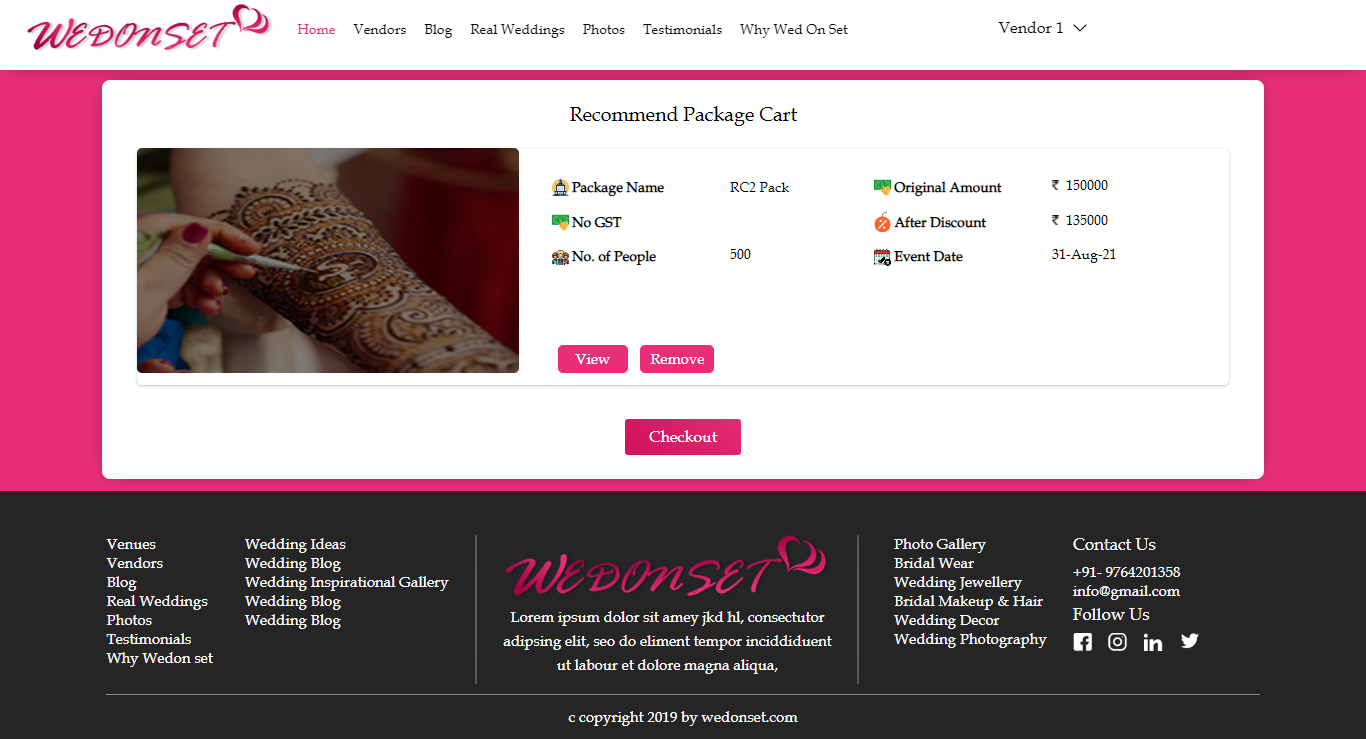 WEDONSET
Home Vendors Blog Real Weddings Photos Testimonials Why Wed On Set
Vendor 1
Recommend Package Cart
Package Name RC2 Pack Original Amount ₹ 150000
No GST After Discount ₹ 135000
No. of People 500 Event Date 31-Aug-21
View Remove
Checkout
Venues
Vendors
Blog
Real Weddings
Photos
Testimonials
Why Wedon set
Wedding Ideas
Wedding Blog
Wedding Inspirational Gallery
Wedding Blog
Wedding Blog
WEDONSET
Lorem ipsum dolor sit amey jkd hl, consectutor
adipsing elit, seo do eliment tempor incidididuent
ut labour et dolore magna aliqua,
Photo Gallery
Bridal Wear
Wedding Jewellery
Bridal Makeup & Hair
Wedding Decor
Wedding Photography
Contact Us
+91- 9764201358
info@gmail.com
Follow Us
c copyright 2019 by wedonset.com